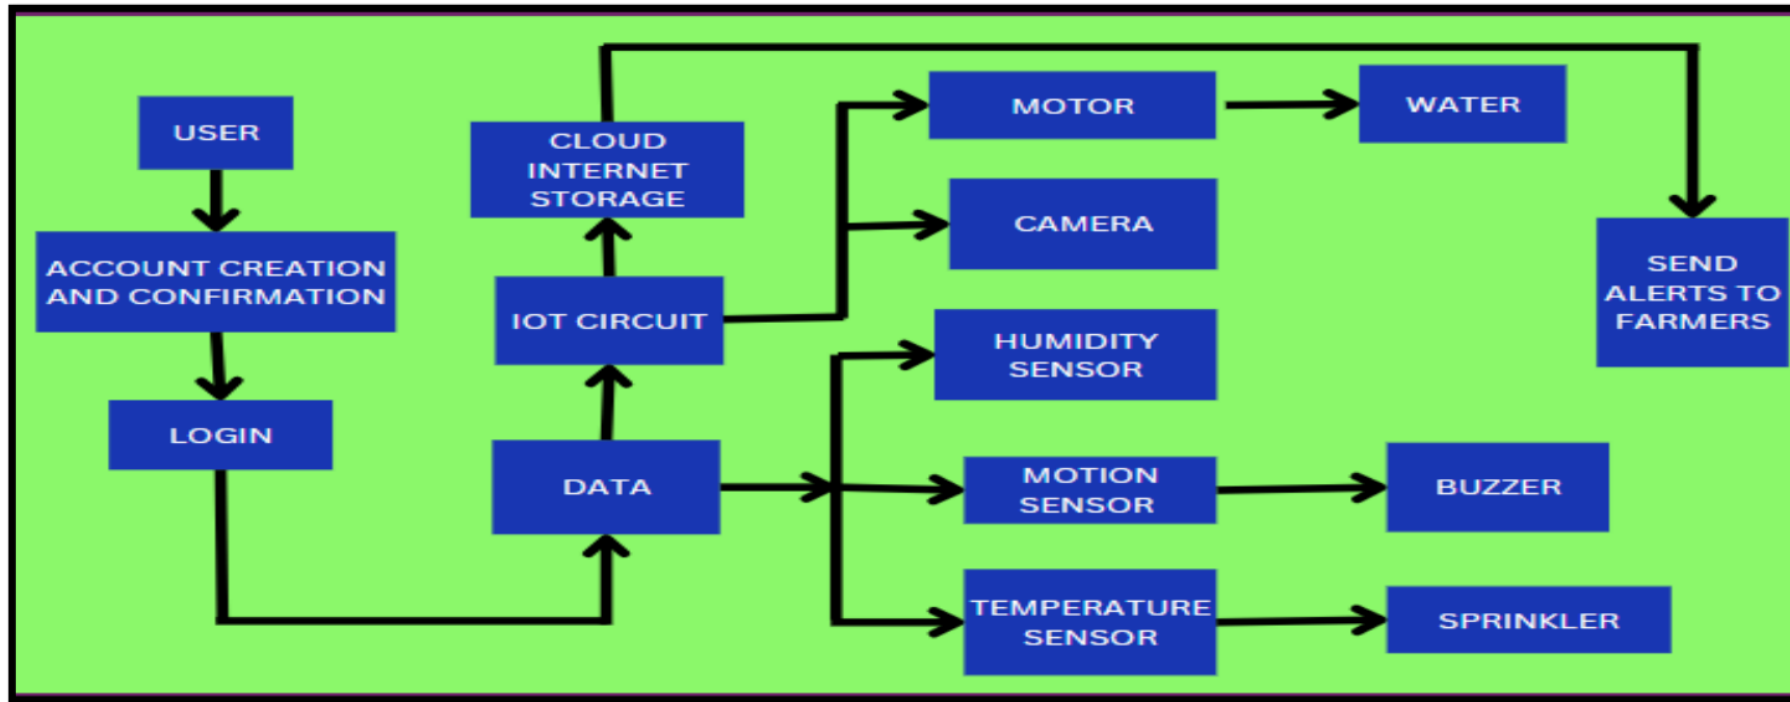 USER
ACCOUNT CREATION
AND CONFIRMATION
LOGIN
CLOUD
INTERNET
STORAGE
IOT CIRCUIT
DATA
MOTOR
CAMERA
HUMIDITY
SENSOR
MOTION
SENSOR
TEMPERATURE
SENSOR
WATER
BUZZER
SPRINKLER
SEND
ALERTS TO
FARMERS